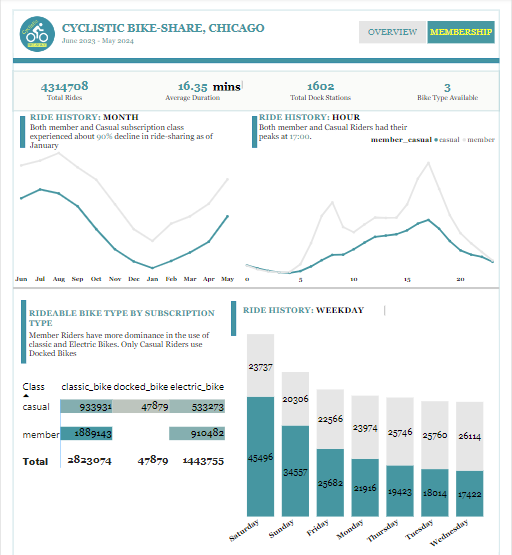 CYCLISTIC BIKE-SHARE, CHICAGO
June 2023 - May 2024
OVERVIEW
MEMBERSHIP
4314708
Total Rides
16.35 mins
Average Duration
1602
Total Dock Stations
3
Bike Type Available
RIDE HISTORY: MONTH
Both member and Casual subscription class
experienced about 90% decline in ride-sharing as of
January
RIDE HISTORY: HOUR
Both member and Casual Riders had their
peaks at 17:00.
member_casual casual member
Jun Jul Aug Sep Oct Nov Dec Jan Feb Mar Apr May
0 5 10 15 20
RIDEABLE BIKE TYPE BY SUBSCRIPTION
TYPE
Member Riders have more dominance in the use of
classic and Electric Bikes. Only Casual Riders use
Docked Bikes
Class classic_bike docked_bike electric_bike
casual 933931 47879 533273
member 1889143 910482
Total 2823074 47879 1443755
RIDE HISTORY: WEEKDAY
23737 20306 22566 23974 25746 25760 26114
45496 34557 25682 21916 19423 18014 17422
Saturday Sunday Friday Monday Thursday Tuesday Wednesday